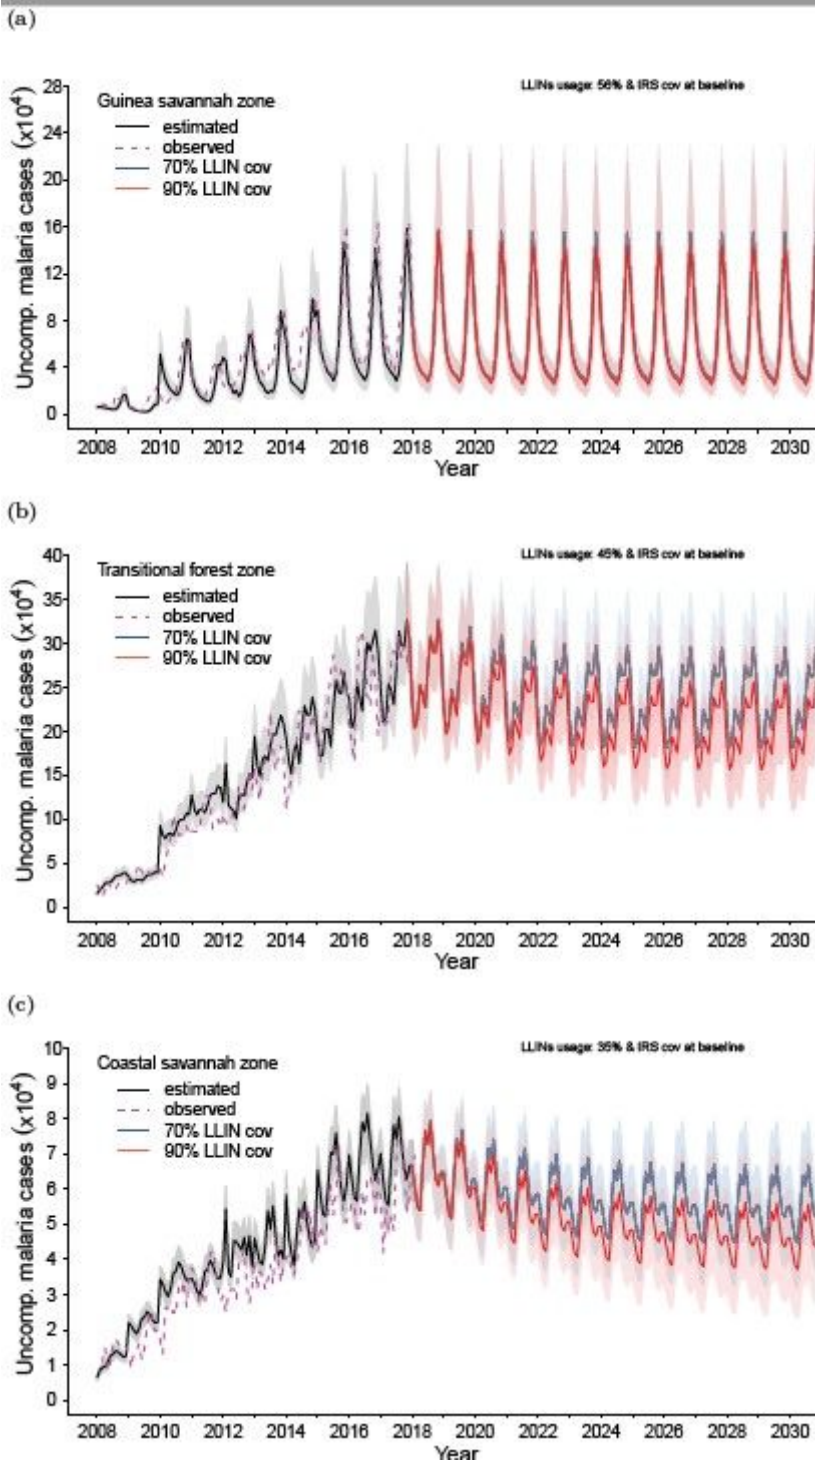 (a)
Uncomp. malaria cases (x10⁴)
28
24
20
16
12
8
4
0
Guinea savannah zone
estimated
observed
70% LLIN cov
90% LLIN cov
LLINs usage: 56% & IRS cov at baseline
2008 2010 2012 2014 2016 2018 2020 2022 2024 2026 2028 2030
Year
(b)
Uncomp. malaria cases (x10⁴)
40
35
30
25
20
15
10
5
0
Transitional forest zone
estimated
observed
70% LLIN cov
90% LLIN cov
LLINs usage: 45% & IRS cov at baseline
2008 2010 2012 2014 2016 2018 2020 2022 2024 2026 2028 2030
Year
(c)
Uncomp. malaria cases (x10⁴)
10
9
8
7
6
5
4
3
2
1
0
Coastal savannah zone
estimated
observed
70% LLIN cov
90% LLIN cov
LLINs usage: 35% & IRS cov at baseline
2008 2010 2012 2014 2016 2018 2020 2022 2024 2026 2028 2030
Year